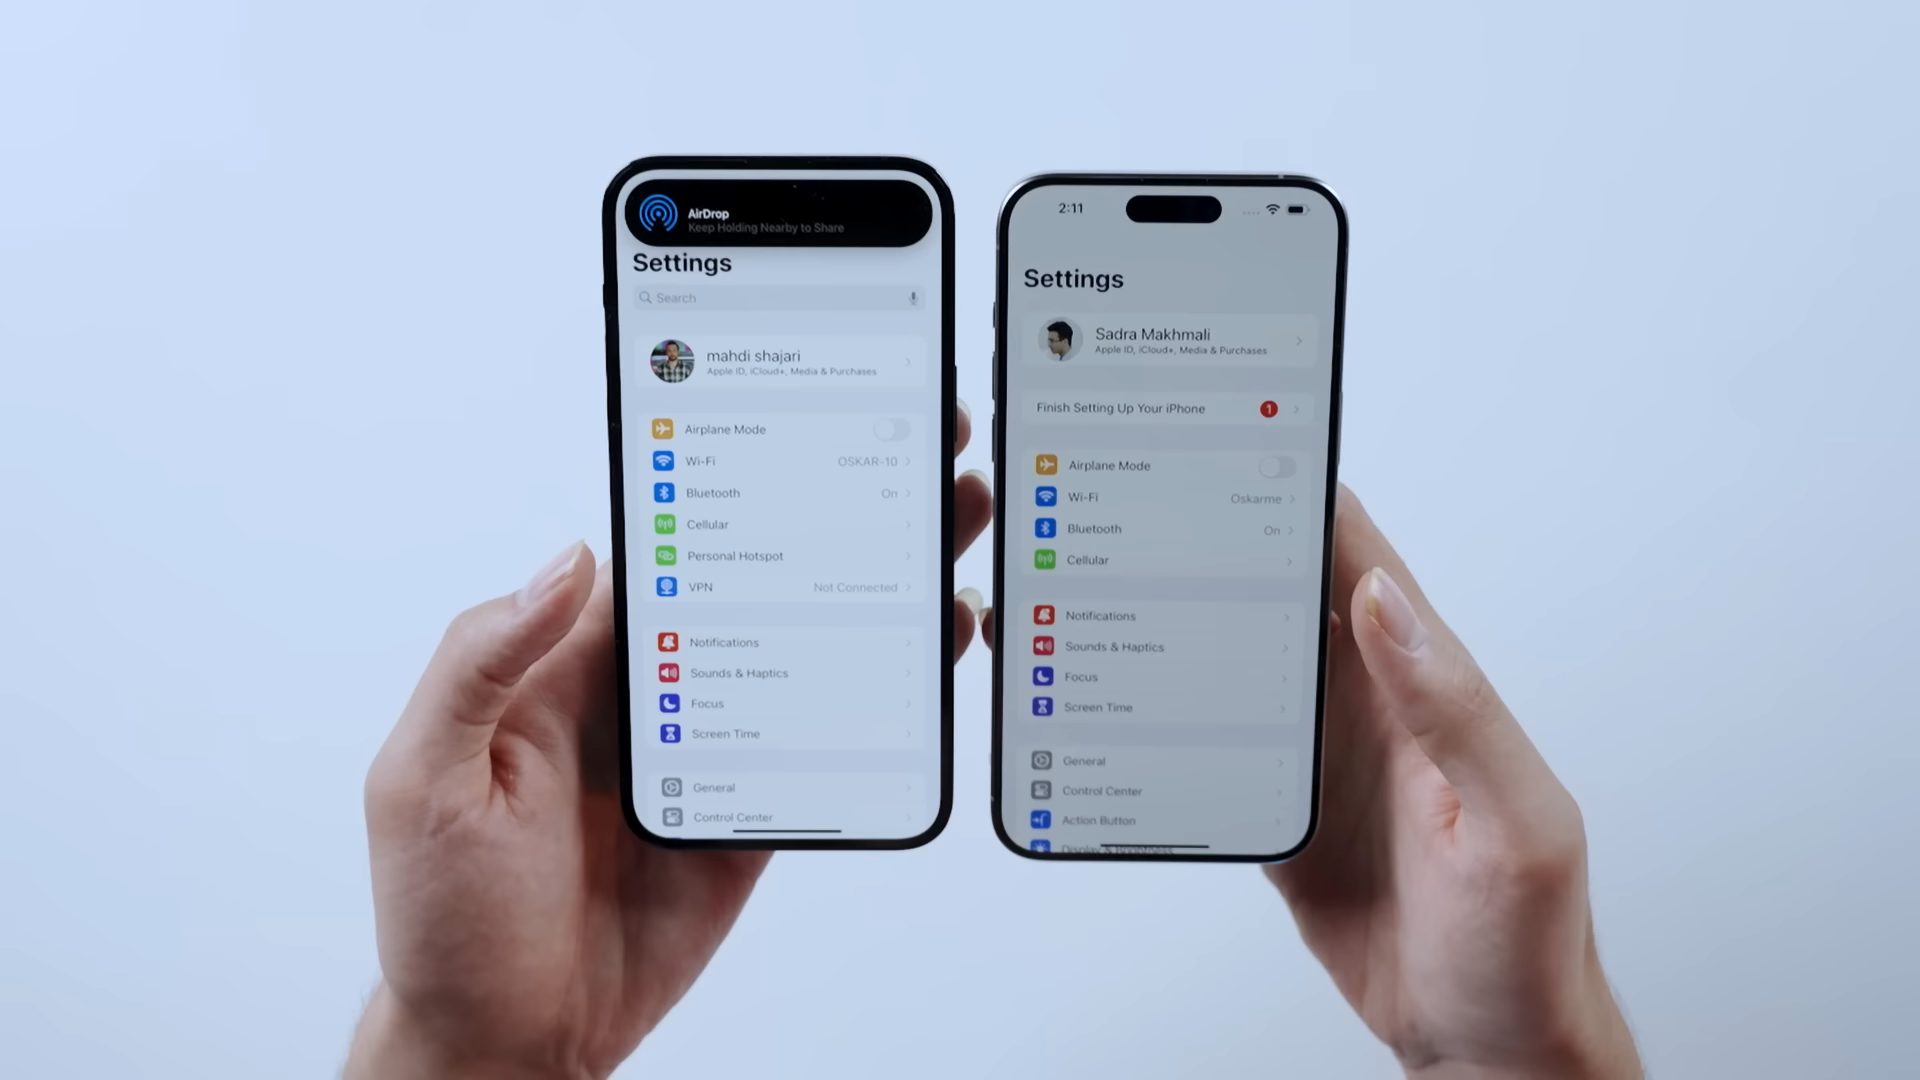 AirDrop
Keep Holding Nearby to Share
Settings
Search
mahdi shajari
Apple ID, iCloud+, Media & Purchases
Airplane Mode
Wi-Fi OSKAR-10
Bluetooth On
Cellular
Personal Hotspot
VPN Not Connected
Notifications
Sounds & Haptics
Focus
Screen Time
General
Control Center
2:11
Settings
Sadra Makhmali
Apple ID, iCloud+, Media & Purchases
Finish Setting Up Your iPhone 1
Airplane Mode
Wi-Fi Oskarme
Bluetooth On
Cellular
Notifications
Sounds & Haptics
Focus
Screen Time
General
Control Center
Action Button
Display & Brightness